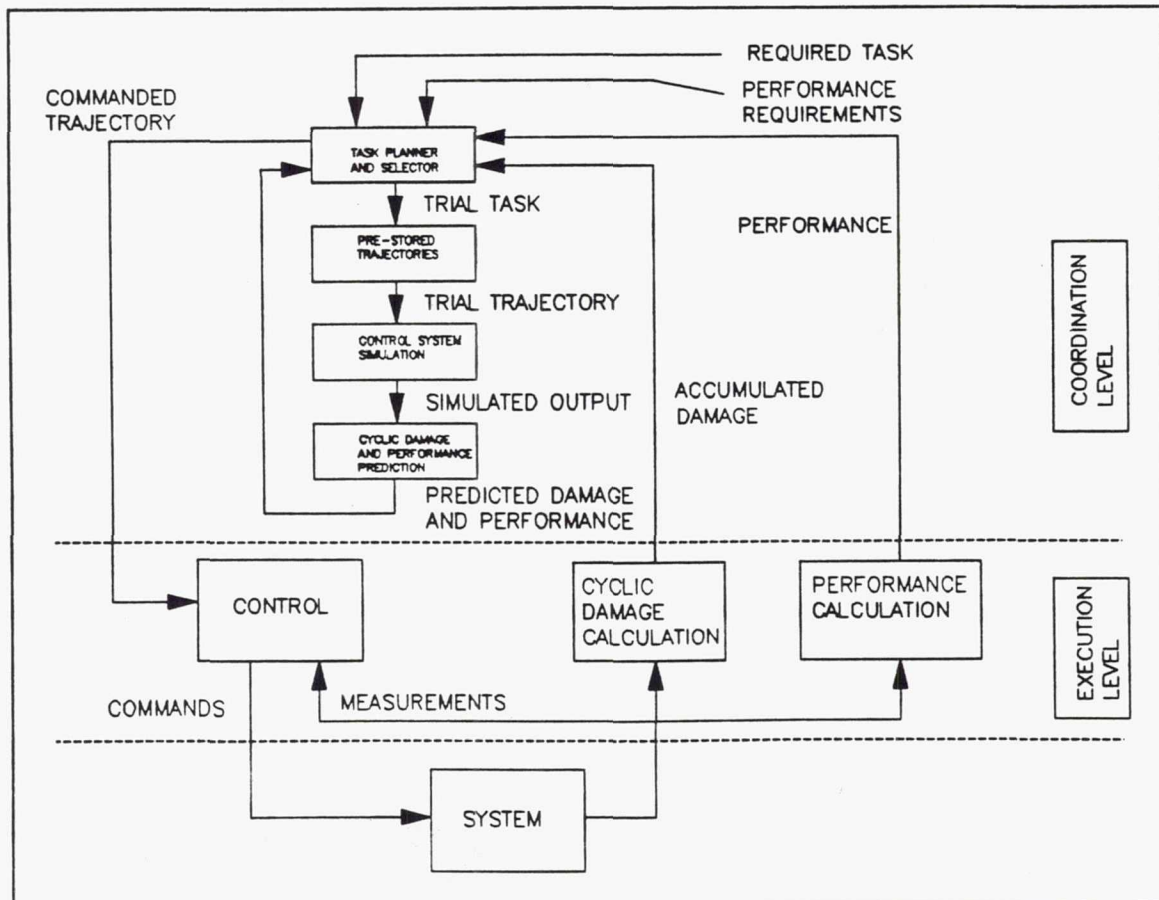 REQUIRED TASK
PERFORMANCE
REQUIREMENTS
COMMANDED
TRAJECTORY
TASK PLANNER
AND SELECTOR
TRIAL TASK
PRE-STORED
TRAJECTORIES
TRIAL TRAJECTORY
CONTROL SYSTEM
SIMULATION
SIMULATED OUTPUT
CYCLIC DAMAGE
AND PERFORMANCE
PREDICTION
PREDICTED DAMAGE
AND PERFORMANCE
ACCUMULATED
DAMAGE
PERFORMANCE
COORDINATION
LEVEL
CONTROL
CYCLIC
DAMAGE
CALCULATION
PERFORMANCE
CALCULATION
EXECUTION
LEVEL
COMMANDS
MEASUREMENTS
SYSTEM